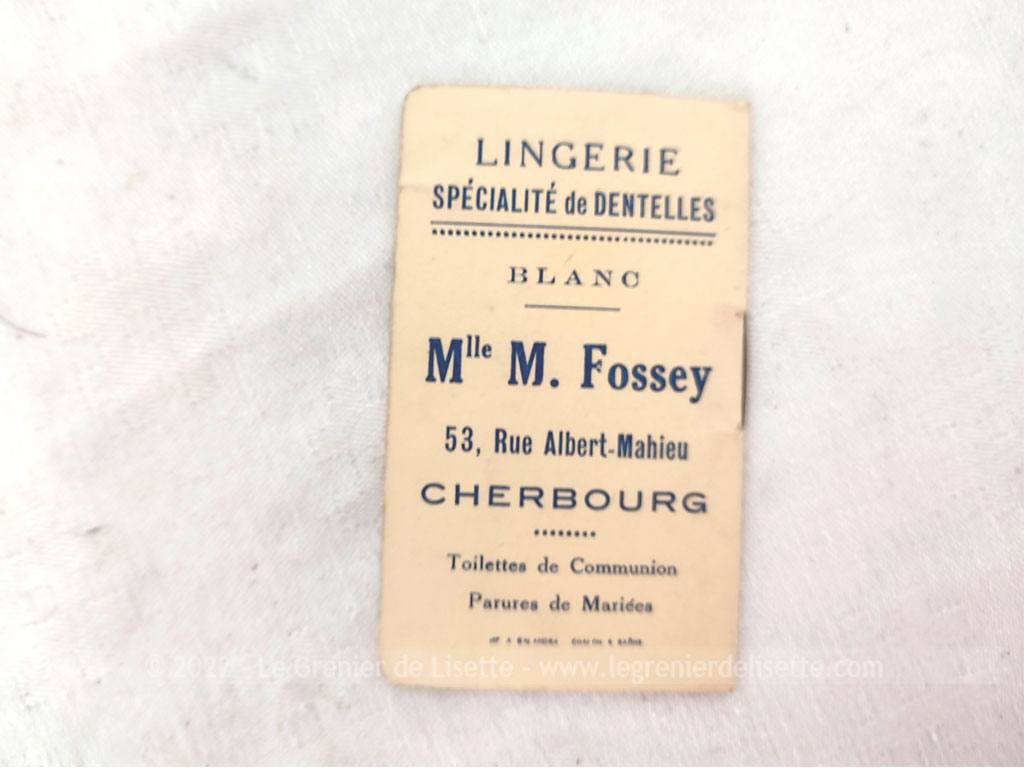 LINGERIE
SPÉCIALITÉ de DENTELLES
BLANC
Mlle M. Fossey
53, Rue Albert-Mahieu
CHERBOURG
Toilettes de Communion
Parures de Mariées
© 2022 - Le Grenier de Lisette - www.legrenierdelisette.com